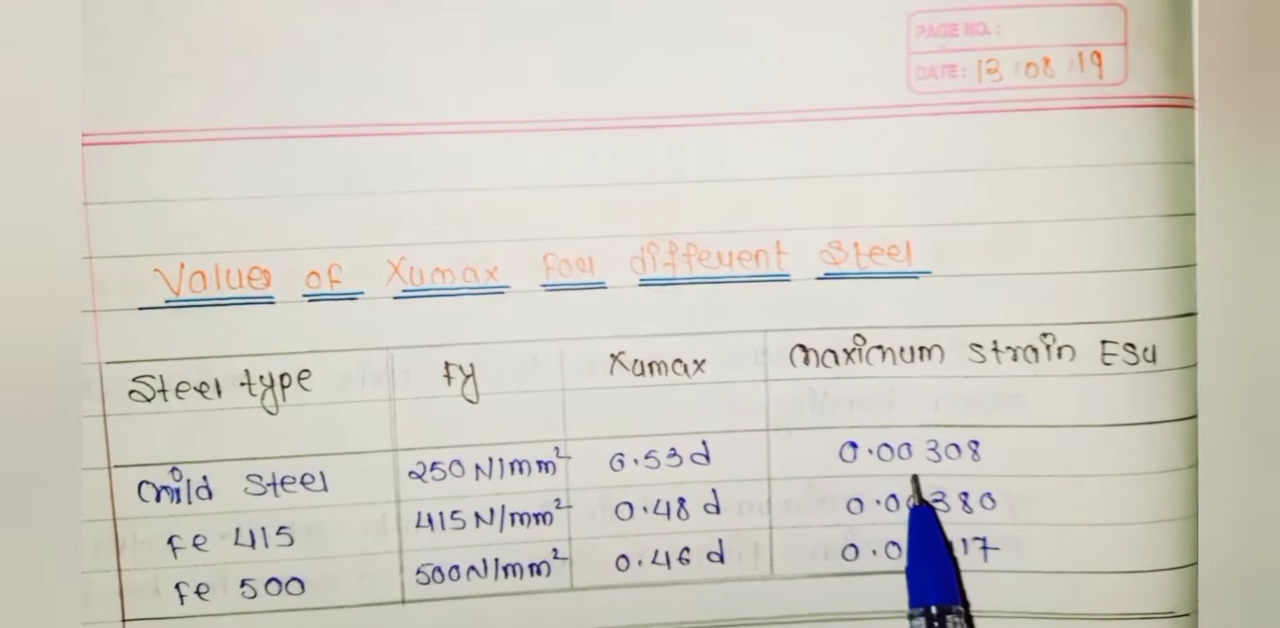 PAGE NO.:
DATE: 13/08/19
Values of Xumax for different Steel
Steel type Fy Xumax Maximum Strain Esu
Mild Steel 250 N/mm² 0.53d 0.00308
Fe 415 415 N/mm² 0.48 d 0.00380
Fe 500 500 N/mm² 0.46 d